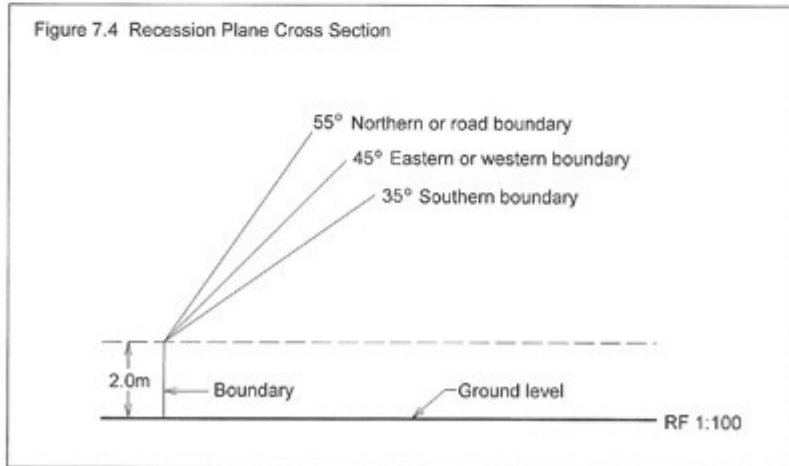 Figure 7.4 Recession Plane Cross Section
55° Northern or road boundary
45° Eastern or western boundary
35° Southern boundary
2.0m
Boundary
Ground level
RF 1:100